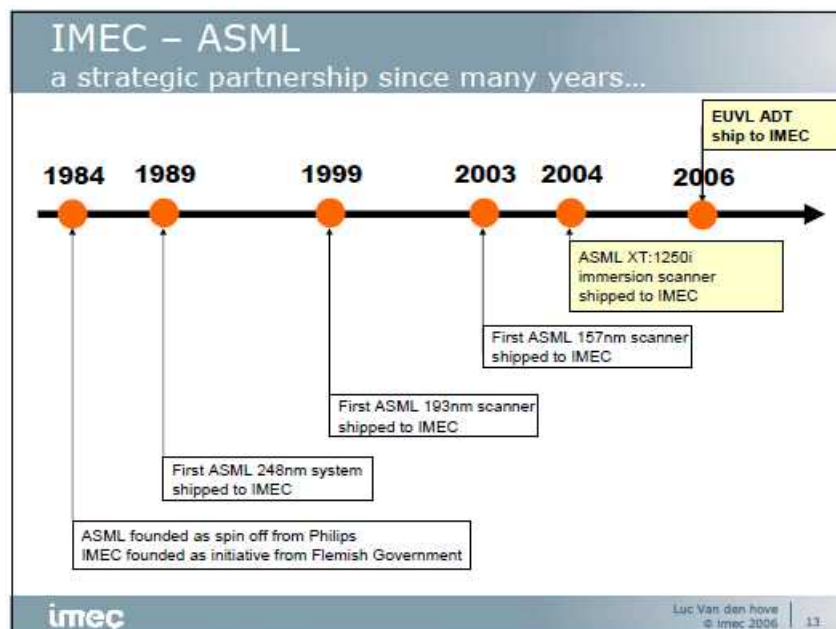 IMEC – ASML
a strategic partnership since many years...
EUVL ADT
ship to IMEC
1984
1989
1999
2003
2004
2006
ASML XT:1250i
immersion scanner
shipped to IMEC
First ASML 157nm scanner
shipped to IMEC
First ASML 193nm scanner
shipped to IMEC
First ASML 248nm system
shipped to IMEC
ASML founded as spin off from Philips
IMEC founded as initiative from Flemish Government
imec
Luc Van den hove
© imec 2006
13